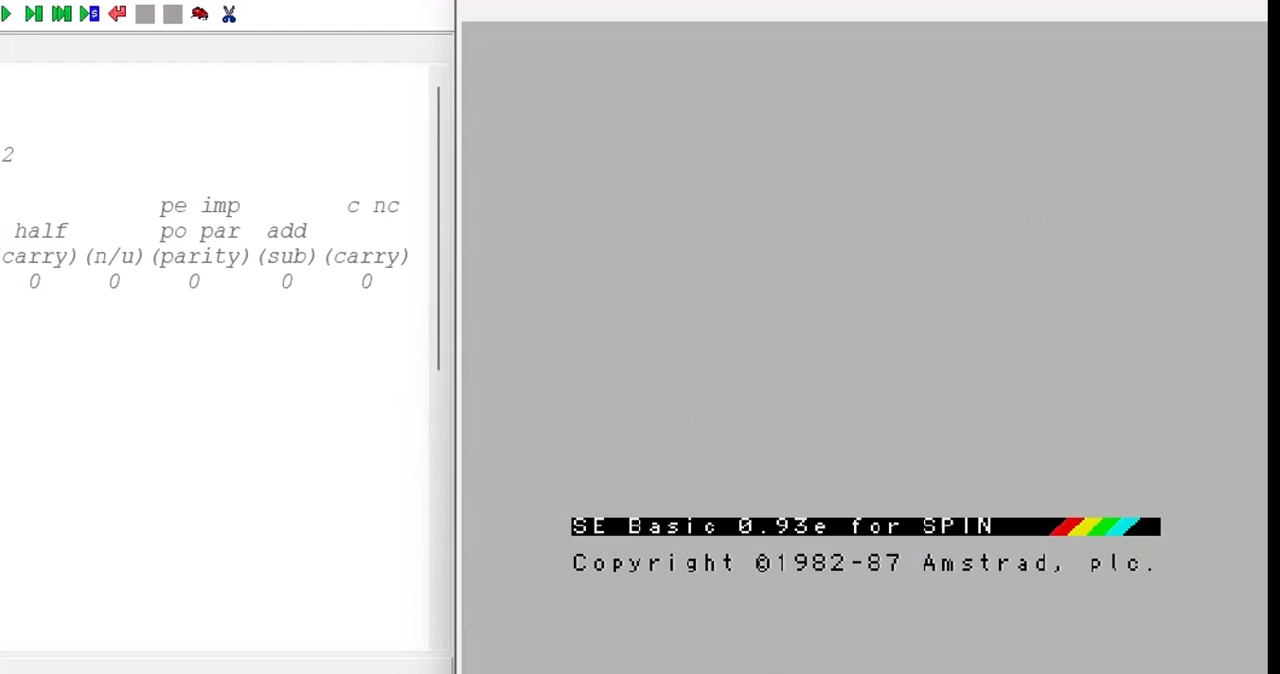 2
pe imp c nc
half po par add
carry) (n/u) (parity) (sub) (carry)
0 0 0 0 0
SE Basic 0.93e for SPIN
Copyright ©1982-87 Amstrad, plc.